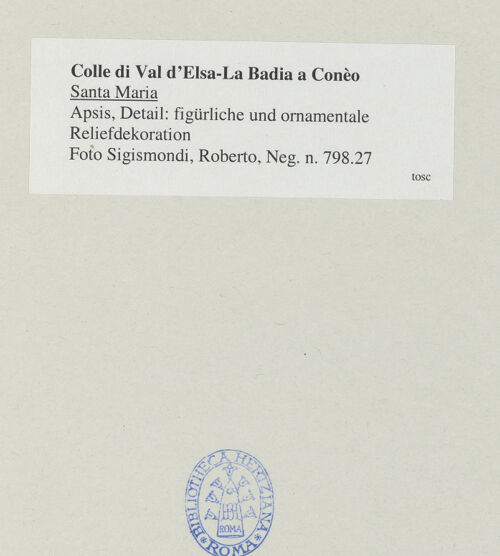 Colle di Val d'Elsa-La Badia a Conèo
Santa Maria
Apsis, Detail: figürliche und ornamentale
Reliefdekoration
Foto Sigismondi, Roberto, Neg. n. 798.27
tosc
BIBLIOTHECA HERTZIANA
ROMA
*ROMA*